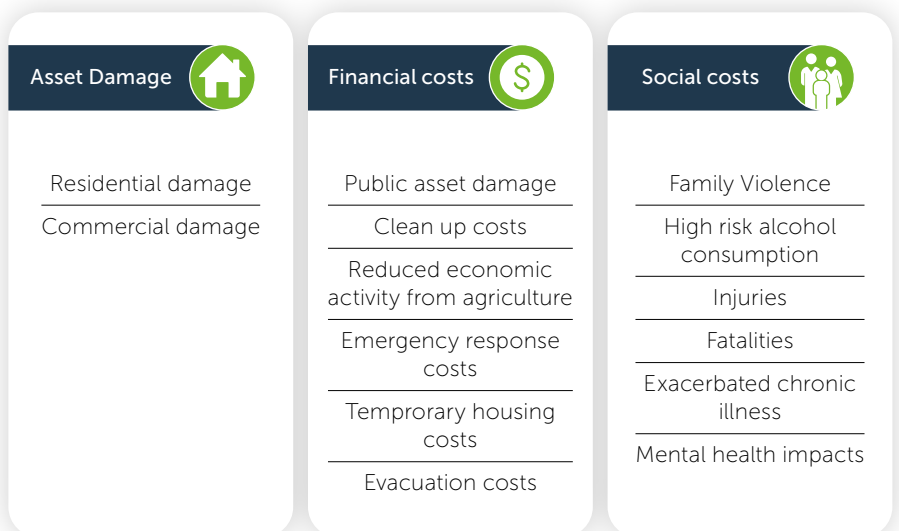 Asset Damage
Residential damage
Commercial damage
Financial costs
$
Public asset damage
Clean up costs
Reduced economic
activity from agriculture
Emergency response
costs
Temprorary housing
costs
Evacuation costs
Social costs
Family Violence
High risk alcohol
consumption
Injuries
Fatalities
Exacerbated chronic
illness
Mental health impacts